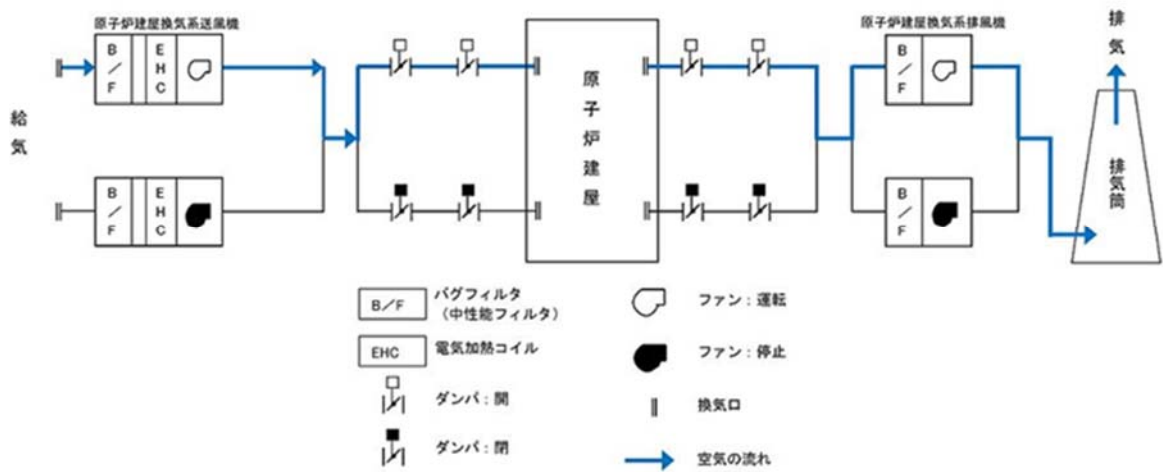 原子炉建屋換気系送風機
原子炉建屋換気系排風機
排気
給気
B/F
EHC
B/F
EHC
原子炉建屋
B/F
B/F
排気筒
B/F
バグフィルタ
(中性能フィルタ)
EHC
電気加熱コイル
ダンパ:開
ダンパ:閉
ファン:運転
ファン:停止
換気口
空気の流れ